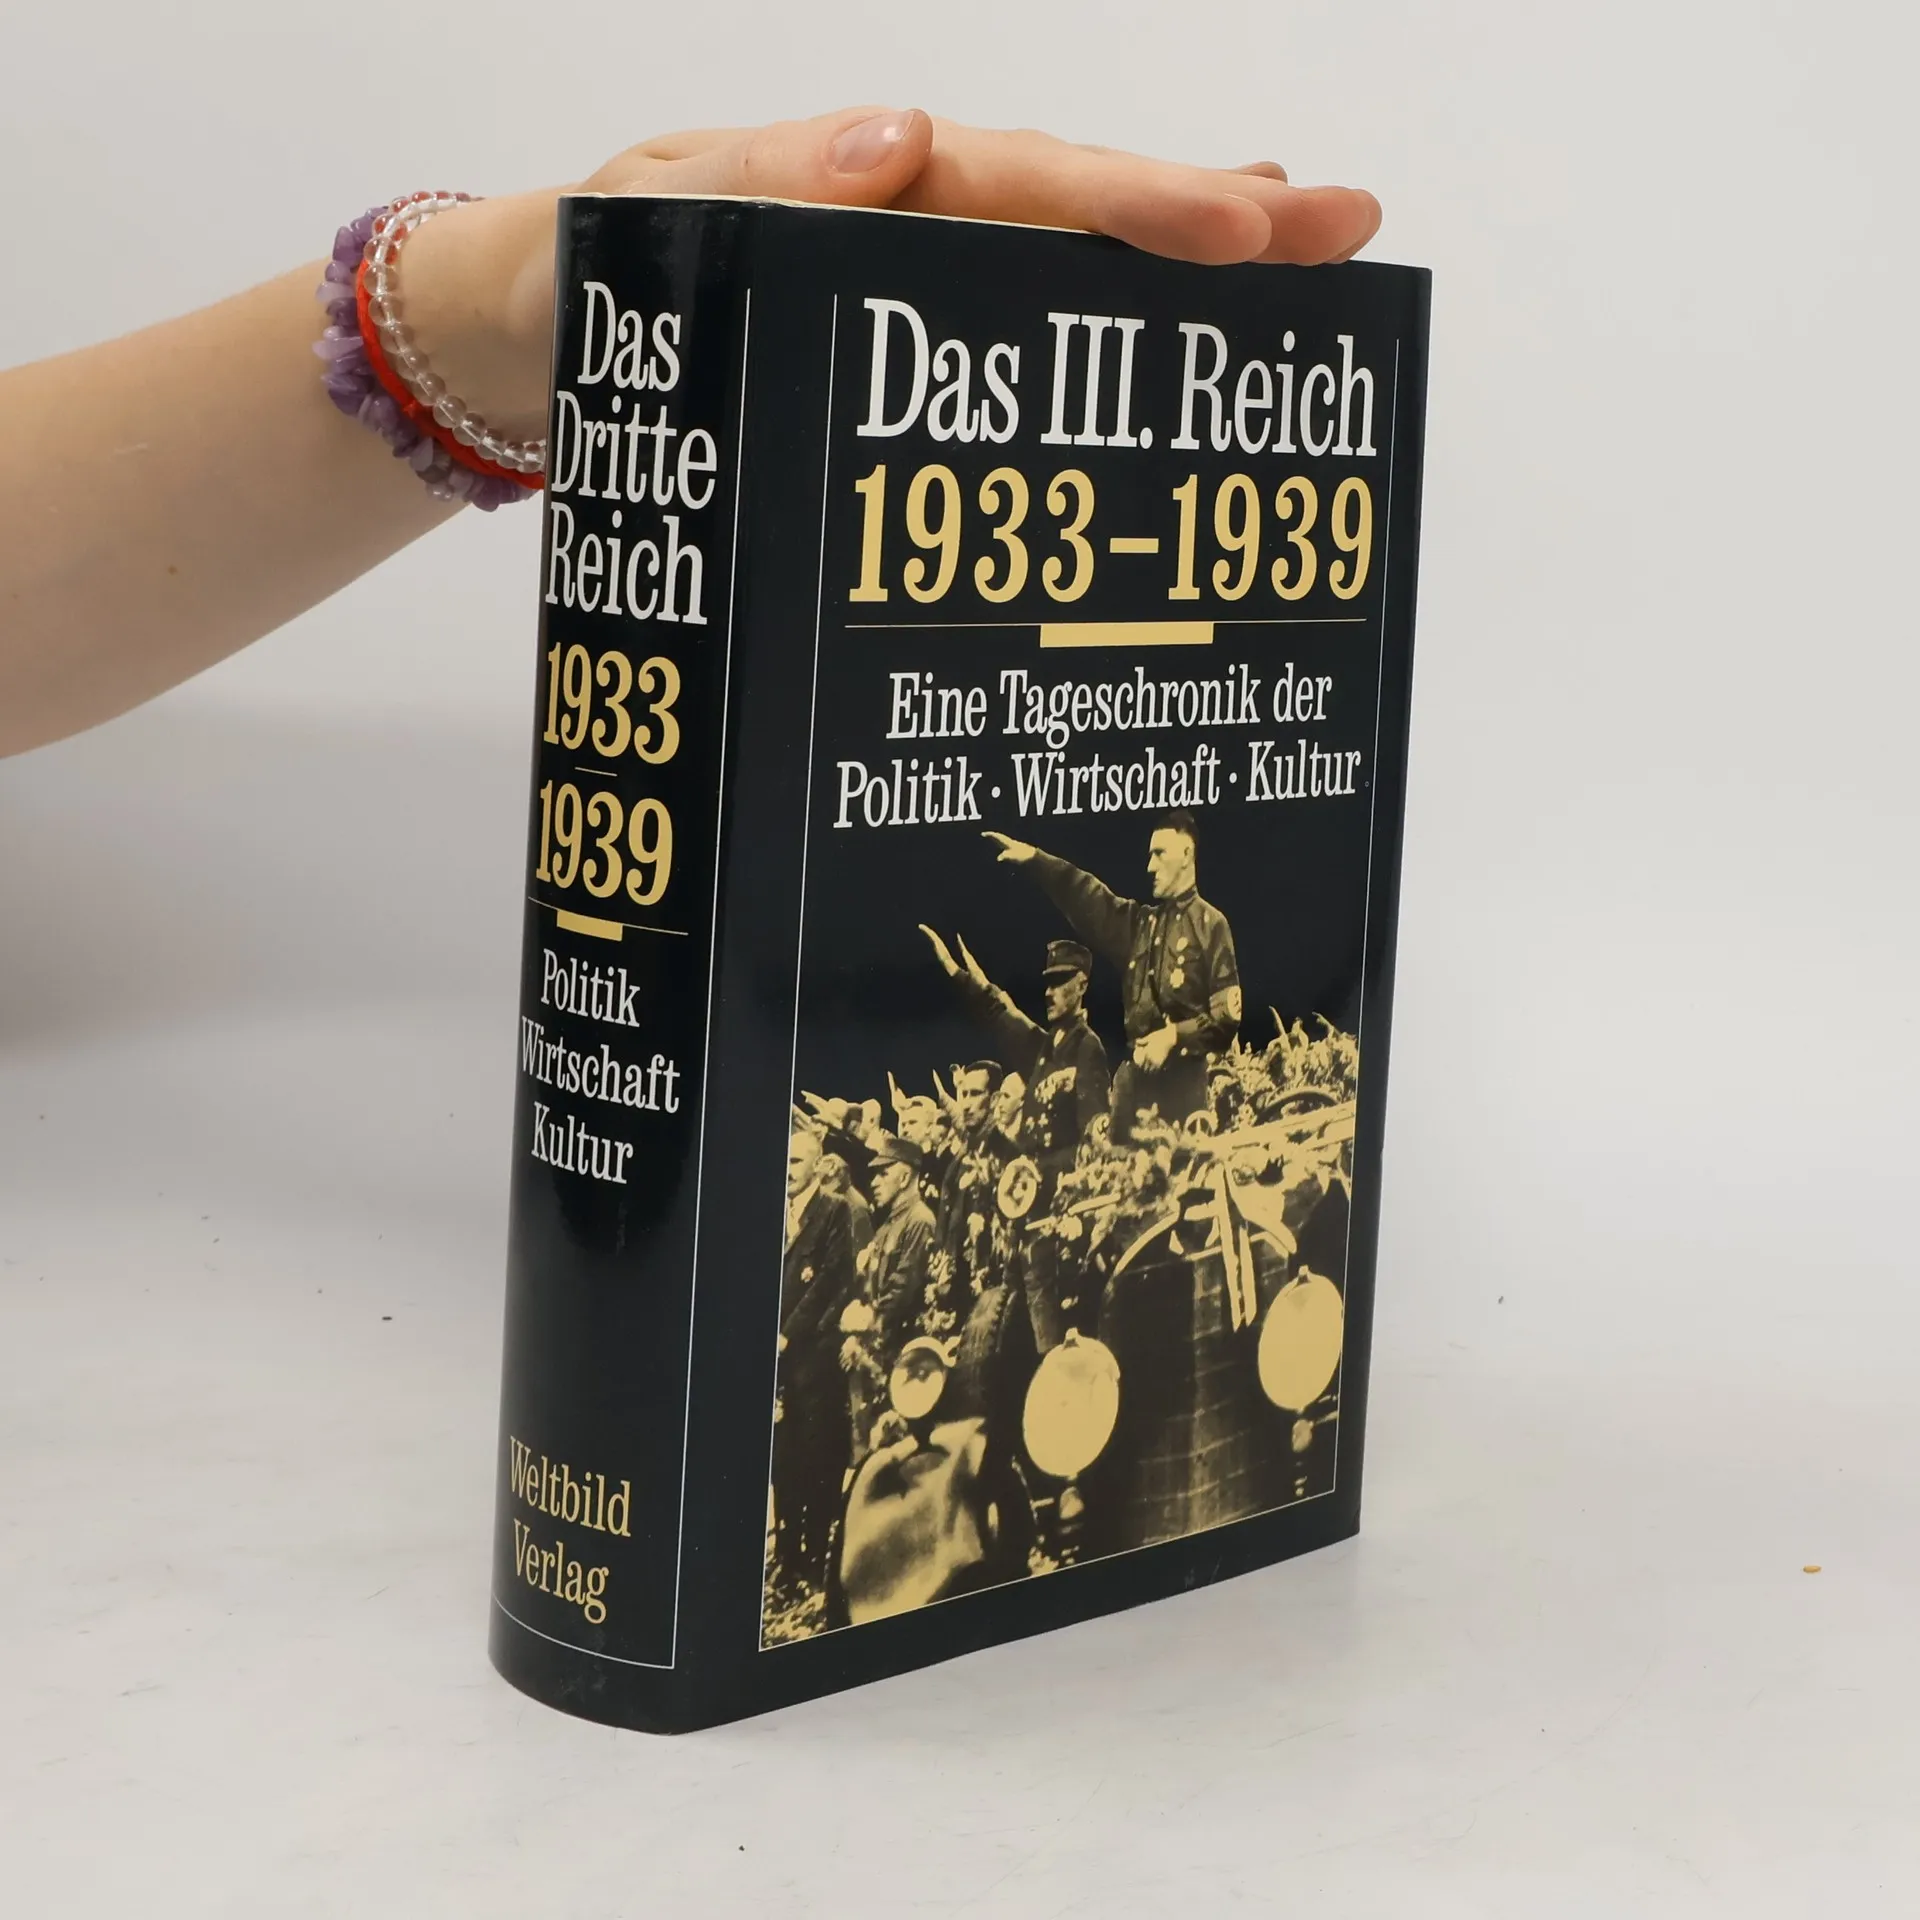 Das
Dritte
Reich
1933
–
1939
Politik
Wirtschaft
Kultur
Weltbild
Verlag
Das III. Reich
1933–1939
Eine Tageschronik der
Politik · Wirtschaft · Kultur